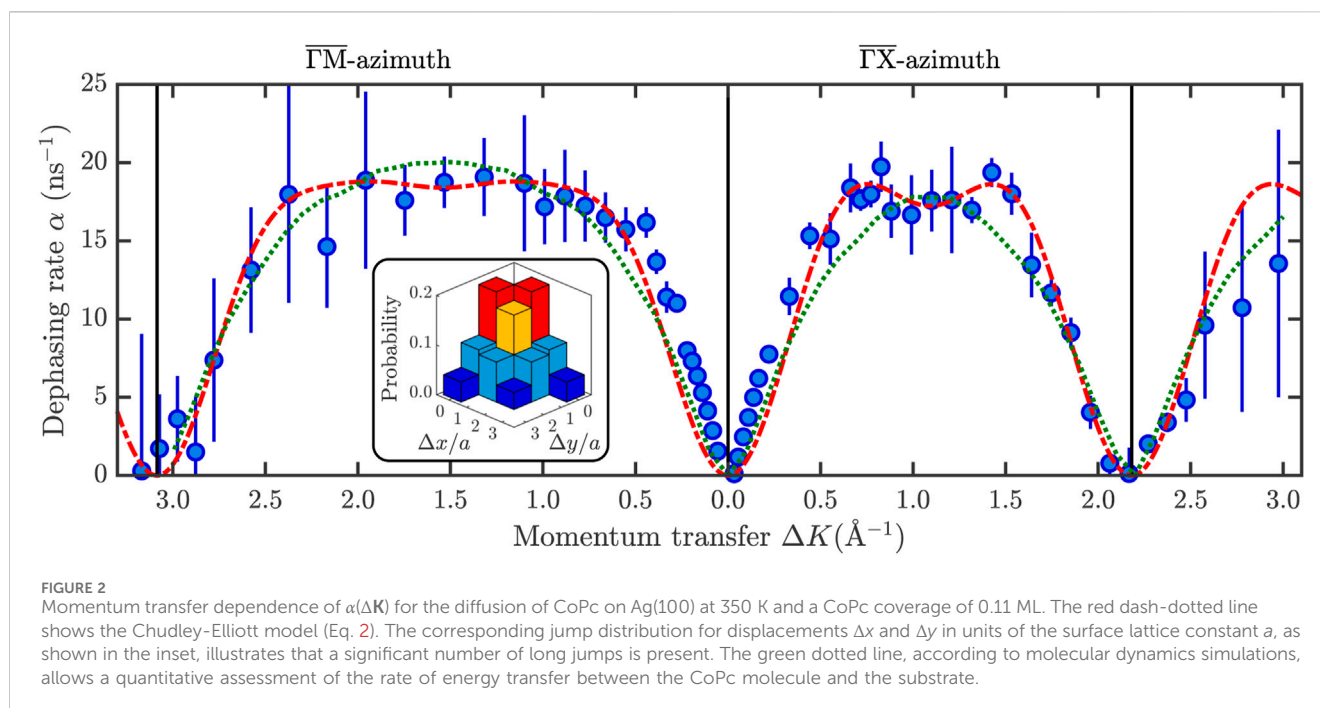 ΓM-azimuth
ΓX-azimuth
25
20
15
10
5
0
Dephasing rate α (ns⁻¹)
0.2
0.1
0.0
Probability
0
1
2
3
Δx/a
3
2
1
0
Δy/a
3.0 2.5 2.0 1.5 1.0 0.5 0.0 0.5 1.0 1.5 2.0 2.5 3.0
Momentum transfer ΔK(Å⁻¹)
FIGURE 2
Momentum transfer dependence of α(ΔK) for the diffusion of CoPc on Ag(100) at 350 K and a CoPc coverage of 0.11 ML. The red dash-dotted line
shows the Chudley-Elliott model (Eq. 2). The corresponding jump distribution for displacements Δx and Δy in units of the surface lattice constant a, as
shown in the inset, illustrates that a significant number of long jumps is present. The green dotted line, according to molecular dynamics simulations,
allows a quantitative assessment of the rate of energy transfer between the CoPc molecule and the substrate.